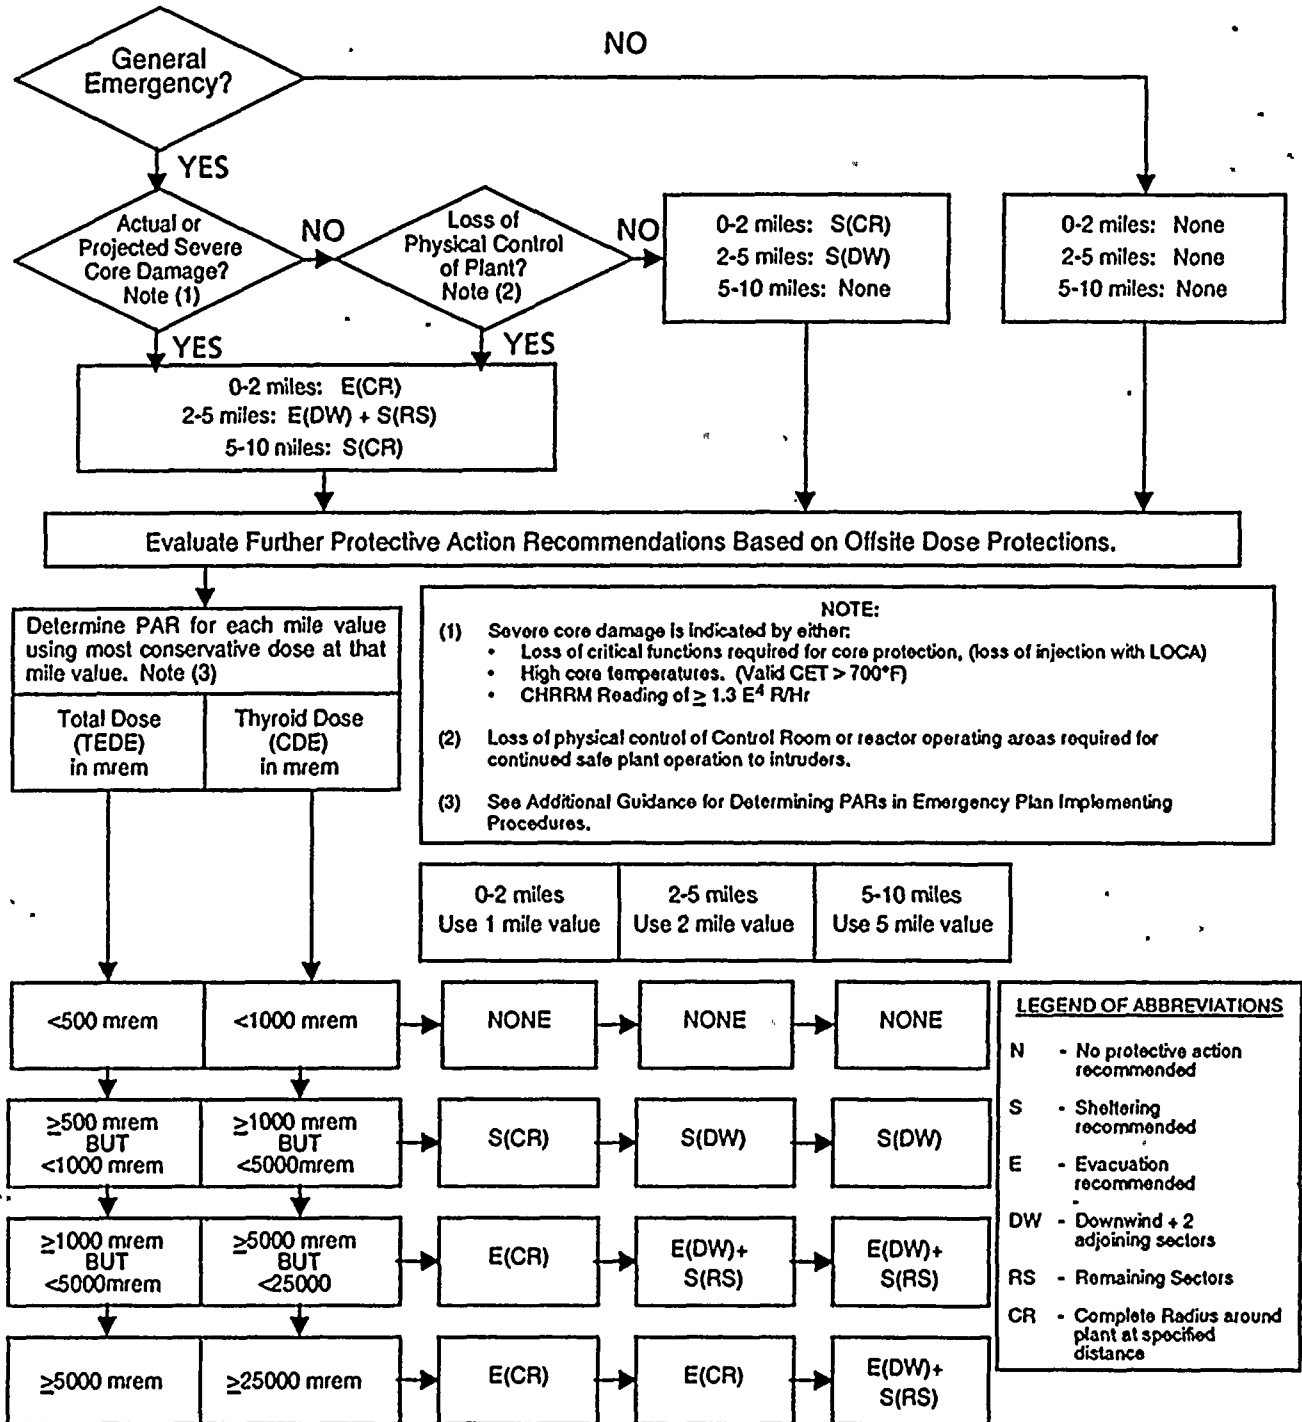 General
Emergency?
NO
YES
Actual or
Projected Severe
Core Damage?
Note (1)
NO
Loss of
Physical Control
of Plant?
Note (2)
NO
0-2 miles: S(CR)
2-5 miles: S(DW)
5-10 miles: None
0-2 miles: None
2-5 miles: None
5-10 miles: None
YES
YES
0-2 miles: E(CR)
2-5 miles: E(DW) + S(RS)
5-10 miles: S(CR)
Evaluate Further Protective Action Recommendations Based on Offsite Dose Protections.
Determine PAR for each mile value
using most conservative dose at that
mile value. Note (3)
Total Dose
(TEDE)
in mrem
Thyroid Dose
(CDE)
in mrem
NOTE:
(1) Severe core damage is indicated by either:
• Loss of critical functions required for core protection, (loss of injection with LOCA)
• High core temperatures. (Valid CET > 700°F)
• CHRRM Reading of ≥ 1.3 E⁴ R/Hr
(2) Loss of physical control of Control Room or reactor operating areas required for
continued safe plant operation to intruders.
(3) See Additional Guidance for Determining PARs in Emergency Plan Implementing
Procedures.
0-2 miles
Use 1 mile value
2-5 miles
Use 2 mile value
5-10 miles
Use 5 mile value
<500 mrem
<1000 mrem
NONE
NONE
NONE
≥500 mrem
BUT
<1000 mrem
≥1000 mrem
BUT
<5000mrem
S(CR)
S(DW)
S(DW)
≥1000 mrem
BUT
<5000mrem
≥5000 mrem
BUT
<25000
E(CR)
E(DW)+
S(RS)
E(DW)+
S(RS)
≥5000 mrem
≥25000 mrem
E(CR)
E(CR)
E(DW)+
S(RS)
LEGEND OF ABBREVIATIONS
N - No protective action
recommended
S - Sheltering
recommended
E - Evacuation
recommended
DW - Downwind + 2
adjoining sectors
RS - Remaining Sectors
CR - Complete Radius around
plant at specified
distance